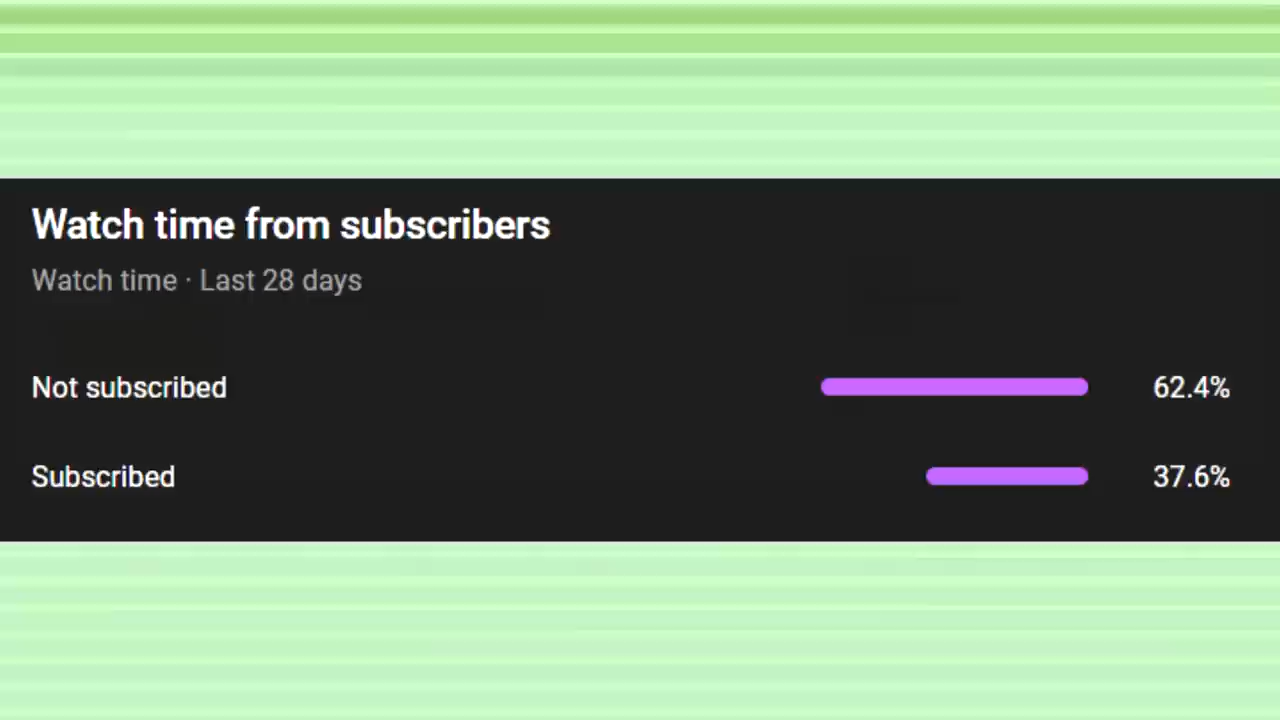 Watch time from subscribers
Watch time · Last 28 days
Not subscribed 62.4%
Subscribed 37.6%